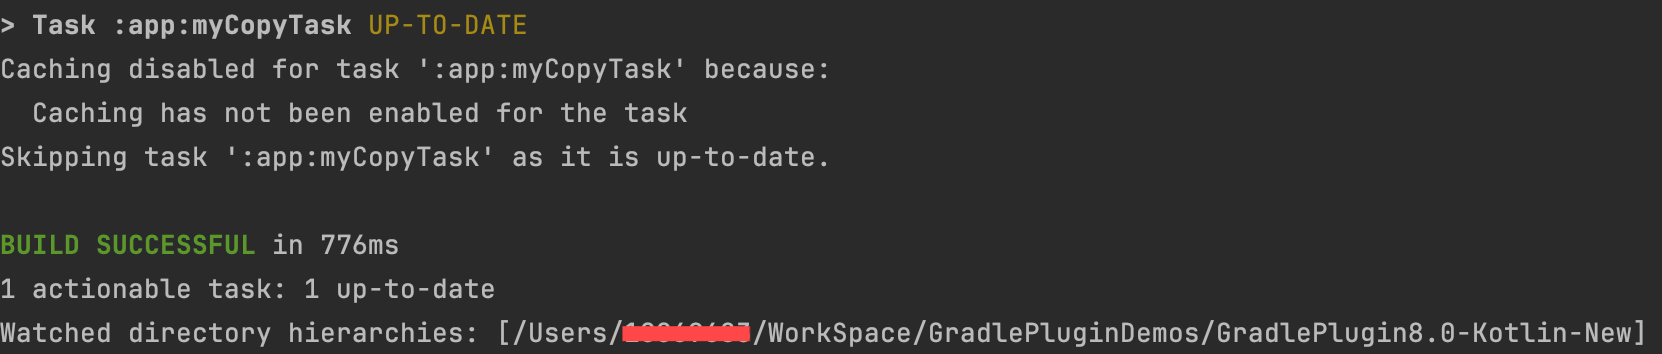 > Task :app:myCopyTask UP-TO-DATE
Caching disabled for task ':app:myCopyTask' because:
  Caching has not been enabled for the task
Skipping task ':app:myCopyTask' as it is up-to-date.
BUILD SUCCESSFUL in 776ms
1 actionable task: 1 up-to-date
Watched directory hierarchies: [/Users/ /WorkSpace/GradlePluginDemos/GradlePlugin8.0-Kotlin-New]